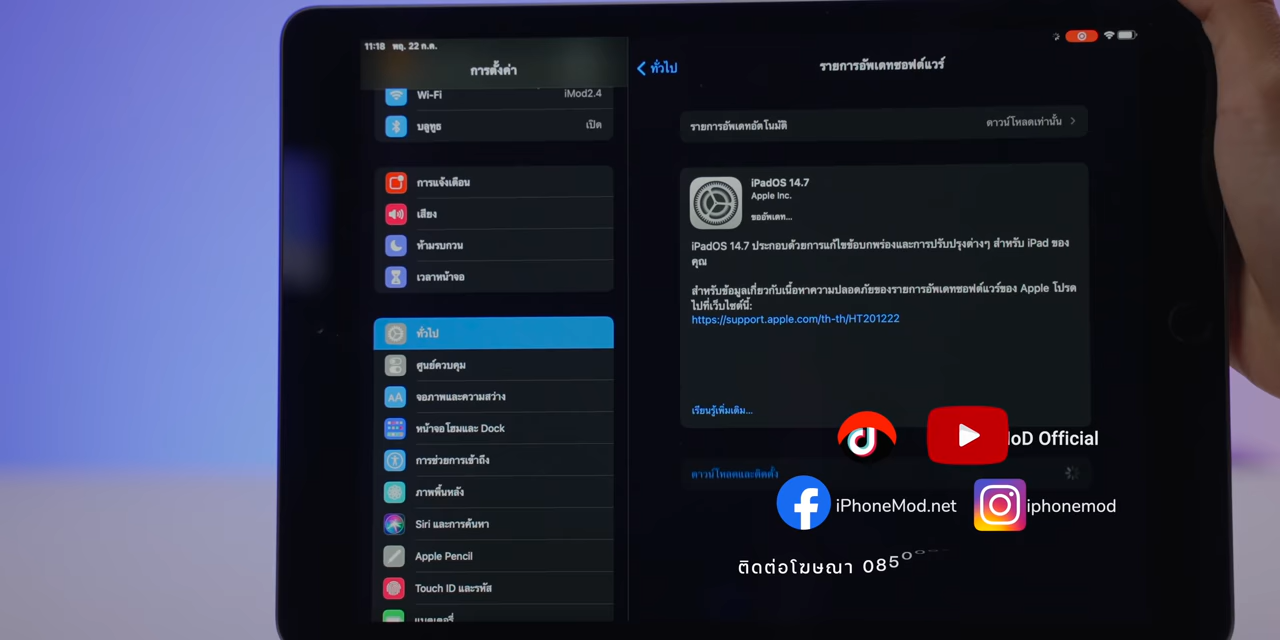 11:18 พฤ. 22 ก.ค.
การตั้งค่า
Wi-Fi iMod2.4
บลูทูธ เปิด
การแจ้งเตือน
เสียง
ห้ามรบกวน
เวลาหน้าจอ
ทั่วไป
ศูนย์ควบคุม
จอภาพและความสว่าง
หน้าจอโฮมและ Dock
การช่วยการเข้าถึง
ภาพพื้นหลัง
Siri และการค้นหา
Apple Pencil
Touch ID และรหัส
แบตเตอรี่
ทั่วไป
รายการอัพเดทซอฟต์แวร์
รายการอัพเดทอัตโนมัติ ดาวน์โหลดเท่านั้น
iPadOS 14.7
Apple Inc.
ขออัพเดท...
iPadOS 14.7 ประกอบด้วยการแก้ไขข้อบกพร่องและการปรับปรุงต่างๆ สำหรับ iPad ของ
คุณ
สำหรับข้อมูลเกี่ยวกับเนื้อหาความปลอดภัยของรายการอัพเดทซอฟต์แวร์ของ Apple โปรด
ไปที่เว็บไซต์นี้:
https://support.apple.com/th-th/HT201222
เรียนรู้เพิ่มเติม...
ดาวน์โหลดและติดตั้ง
oD Official
iPhoneMod.net
iphonemod
ติดต่อโฆษณา 0850